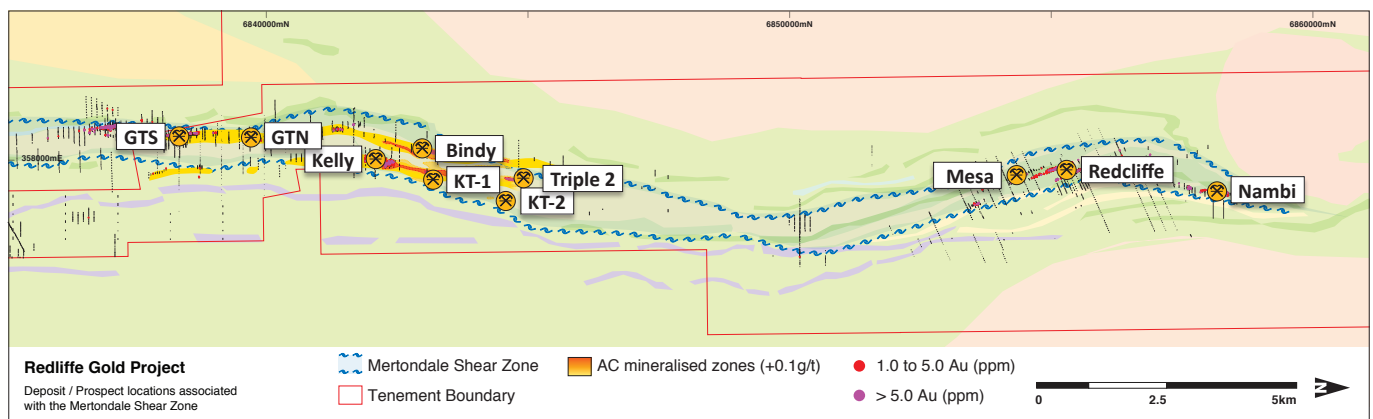 6840000mN
6850000mN
6860000mN
358000mE
GTS
GTN
Kelly
Bindy
KT-1
Triple 2
KT-2
Mesa
Redcliffe
Nambi
Redliffe Gold Project
Deposit / Prospect locations associated
with the Mertondale Shear Zone
Mertondale Shear Zone
Tenement Boundary
AC mineralised zones (+0.1g/t)
1.0 to 5.0 Au (ppm)
> 5.0 Au (ppm)
0 2.5 5km
N